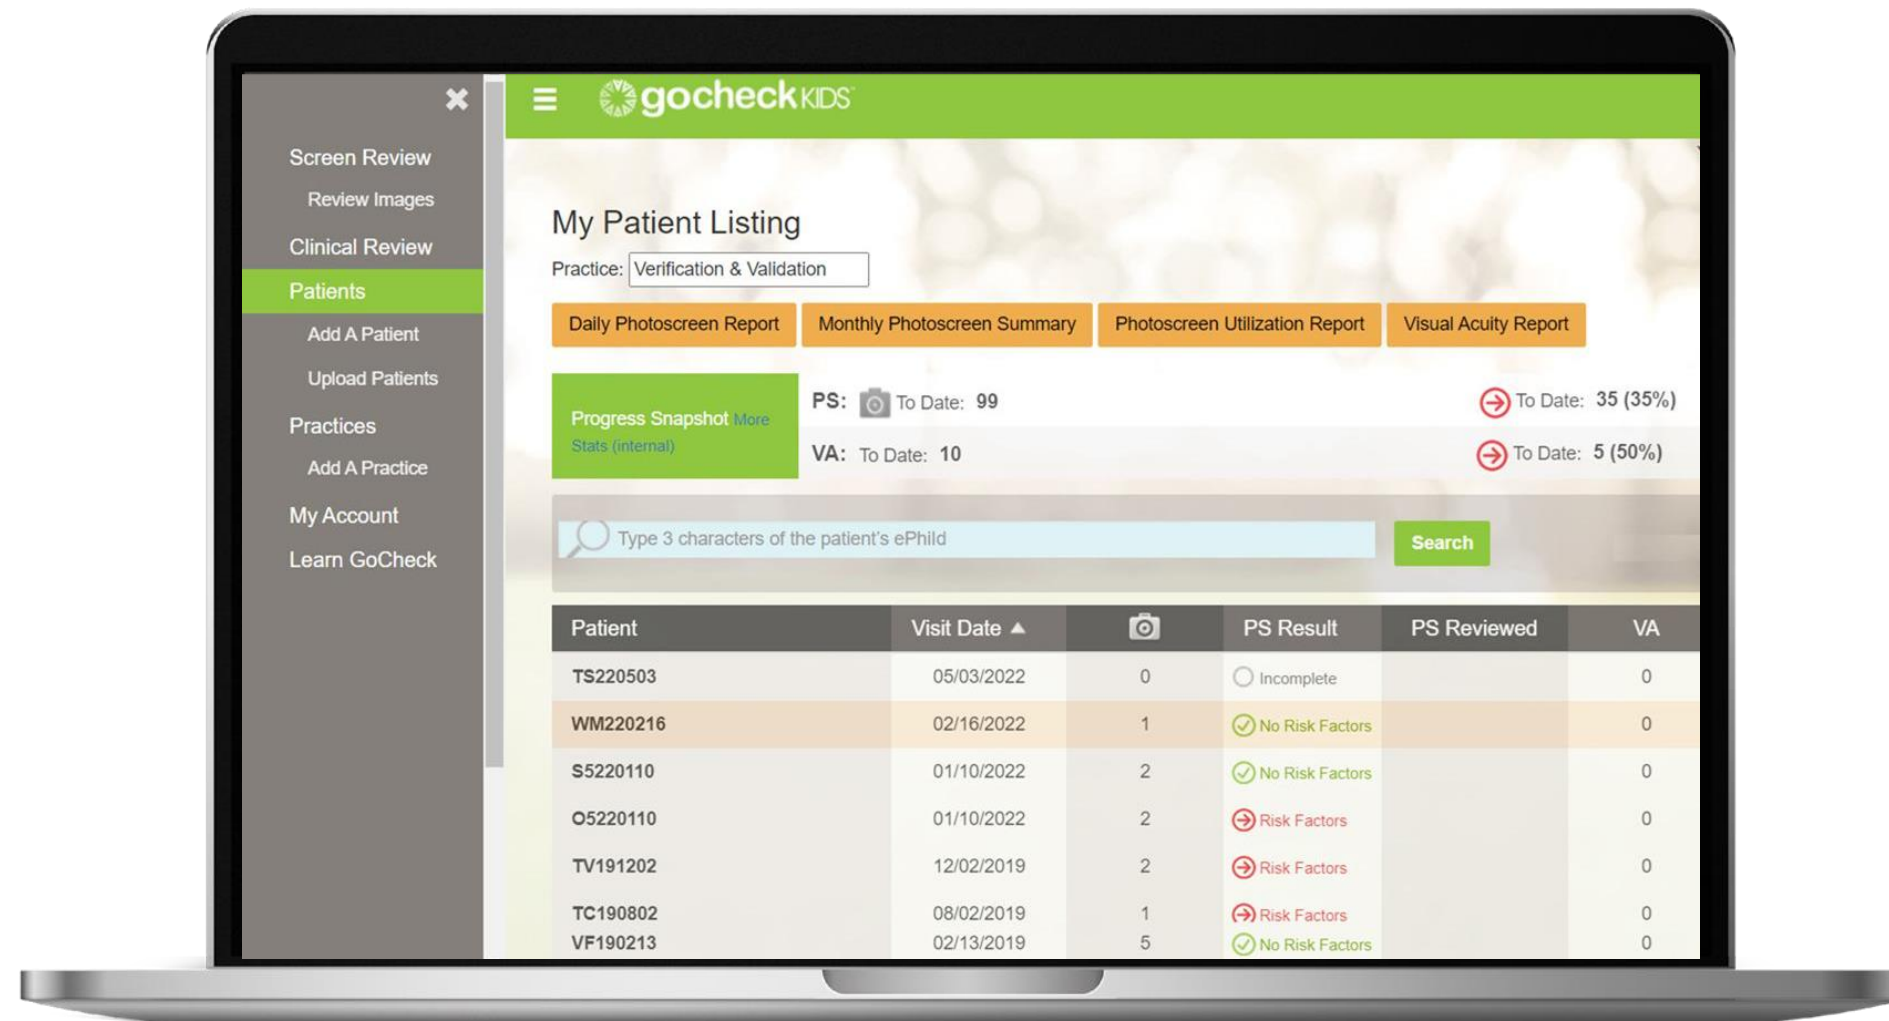 gocheck KIDS
Screen Review
Review Images
Clinical Review
Patients
Add A Patient
Upload Patients
Practices
Add A Practice
My Account
Learn GoCheck
My Patient Listing
Practice: Verification & Validation
Daily Photoscreen Report Monthly Photoscreen Summary Photoscreen Utilization Report Visual Acuity Report
Progress Snapshot More
Stats (internal)
PS: To Date: 99 To Date: 35 (35%)
VA: To Date: 10 To Date: 5 (50%)
Type 3 characters of the patient's ePhild Search
Patient Visit Date PS Result PS Reviewed VA
TS220503 05/03/2022 0 Incomplete 0
WM220216 02/16/2022 1 No Risk Factors 0
S5220110 01/10/2022 2 No Risk Factors 0
O5220110 01/10/2022 2 Risk Factors 0
TV191202 12/02/2019 2 Risk Factors 0
TC190802 08/02/2019 1 Risk Factors 0
VF190213 02/13/2019 5 No Risk Factors 0